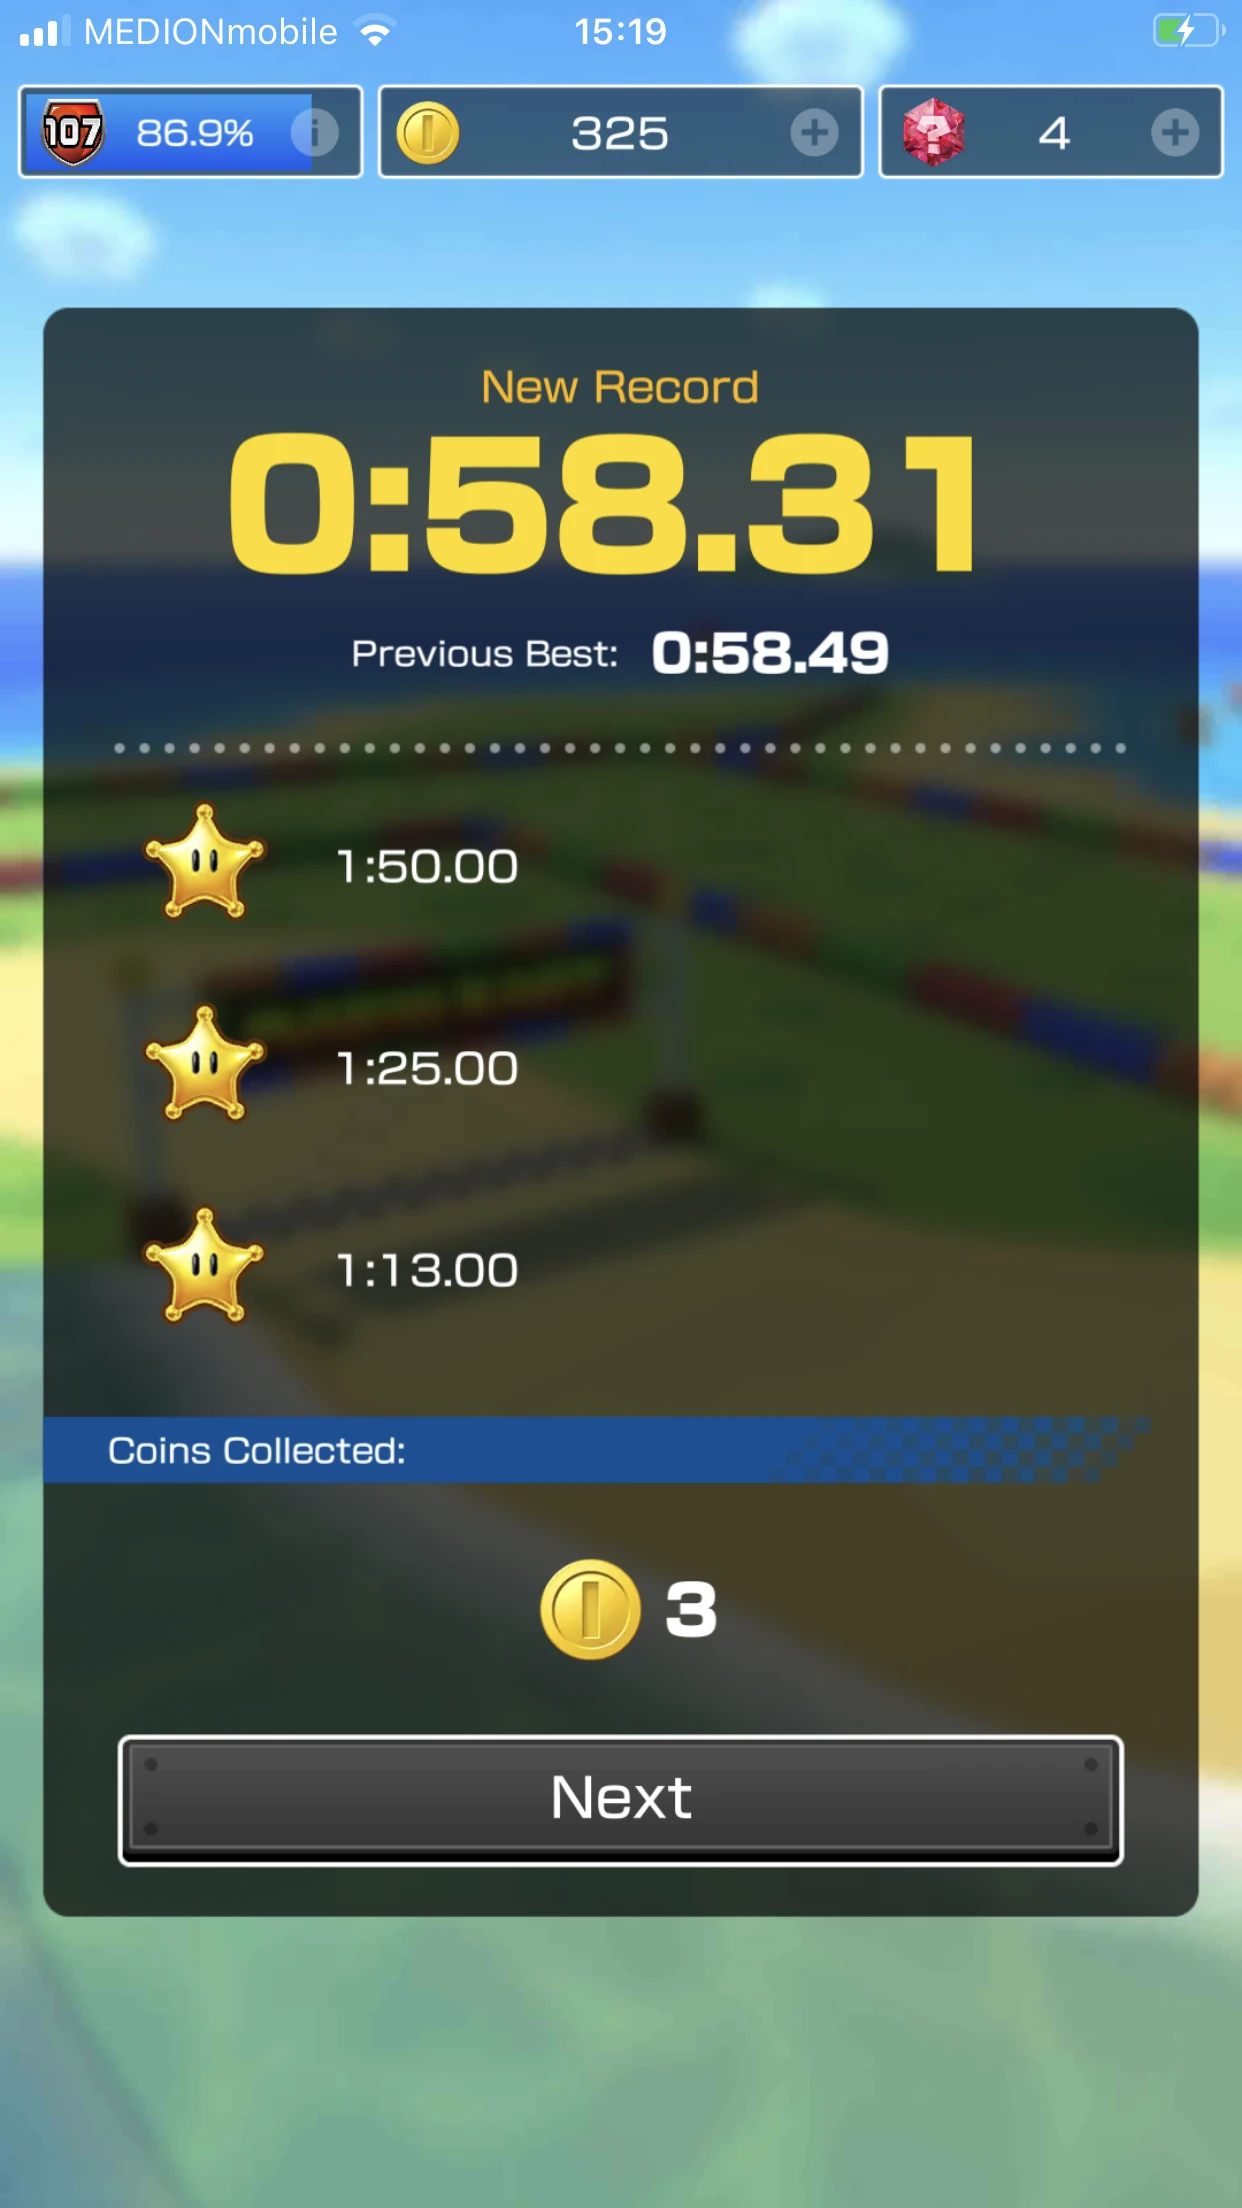 MEDIONmobile 15:19
107 86.9% i 325 + ? 4 +
New Record
0:58.31
Previous Best: 0:58.49
1:50.00
1:25.00
1:13.00
Coins Collected:
3
Next